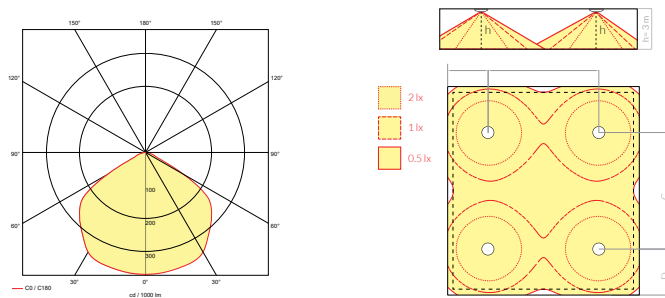 150° 180° 150°
120° 120°
90° 90°
60° 60°
30° 0° 30°
100
200
300
C0 / C180
cd / 1000 lm
h h
h= 3 m
2 lx
1 lx
0.5 lx